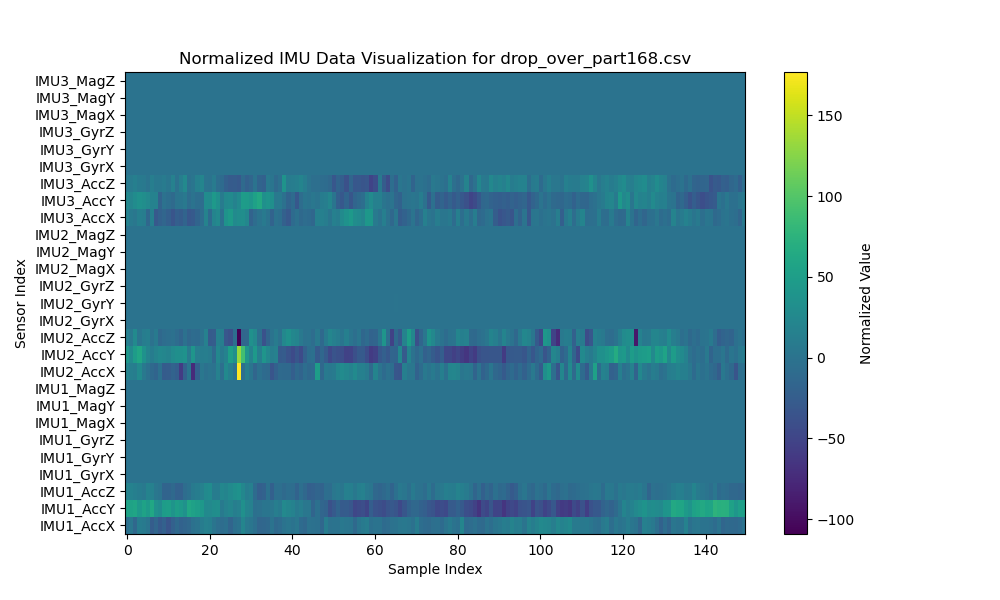 Normalized IMU Data Visualization for drop_over_part168.csv
IMU3_MagZ
IMU3_MagY
IMU3_MagX
IMU3_GyrZ
IMU3_GyrY
IMU3_GyrX
IMU3_AccZ
IMU3_AccY
IMU3_AccX
IMU2_MagZ
IMU2_MagY
IMU2_MagX
IMU2_GyrZ
IMU2_GyrY
IMU2_GyrX
IMU2_AccZ
IMU2_AccY
IMU2_AccX
IMU1_MagZ
IMU1_MagY
IMU1_MagX
IMU1_GyrZ
IMU1_GyrY
IMU1_GyrX
IMU1_AccZ
IMU1_AccY
IMU1_AccX
Sensor Index
0 20 40 60 80 100 120 140
Sample Index
150
100
50
0
−50
−100
Normalized Value